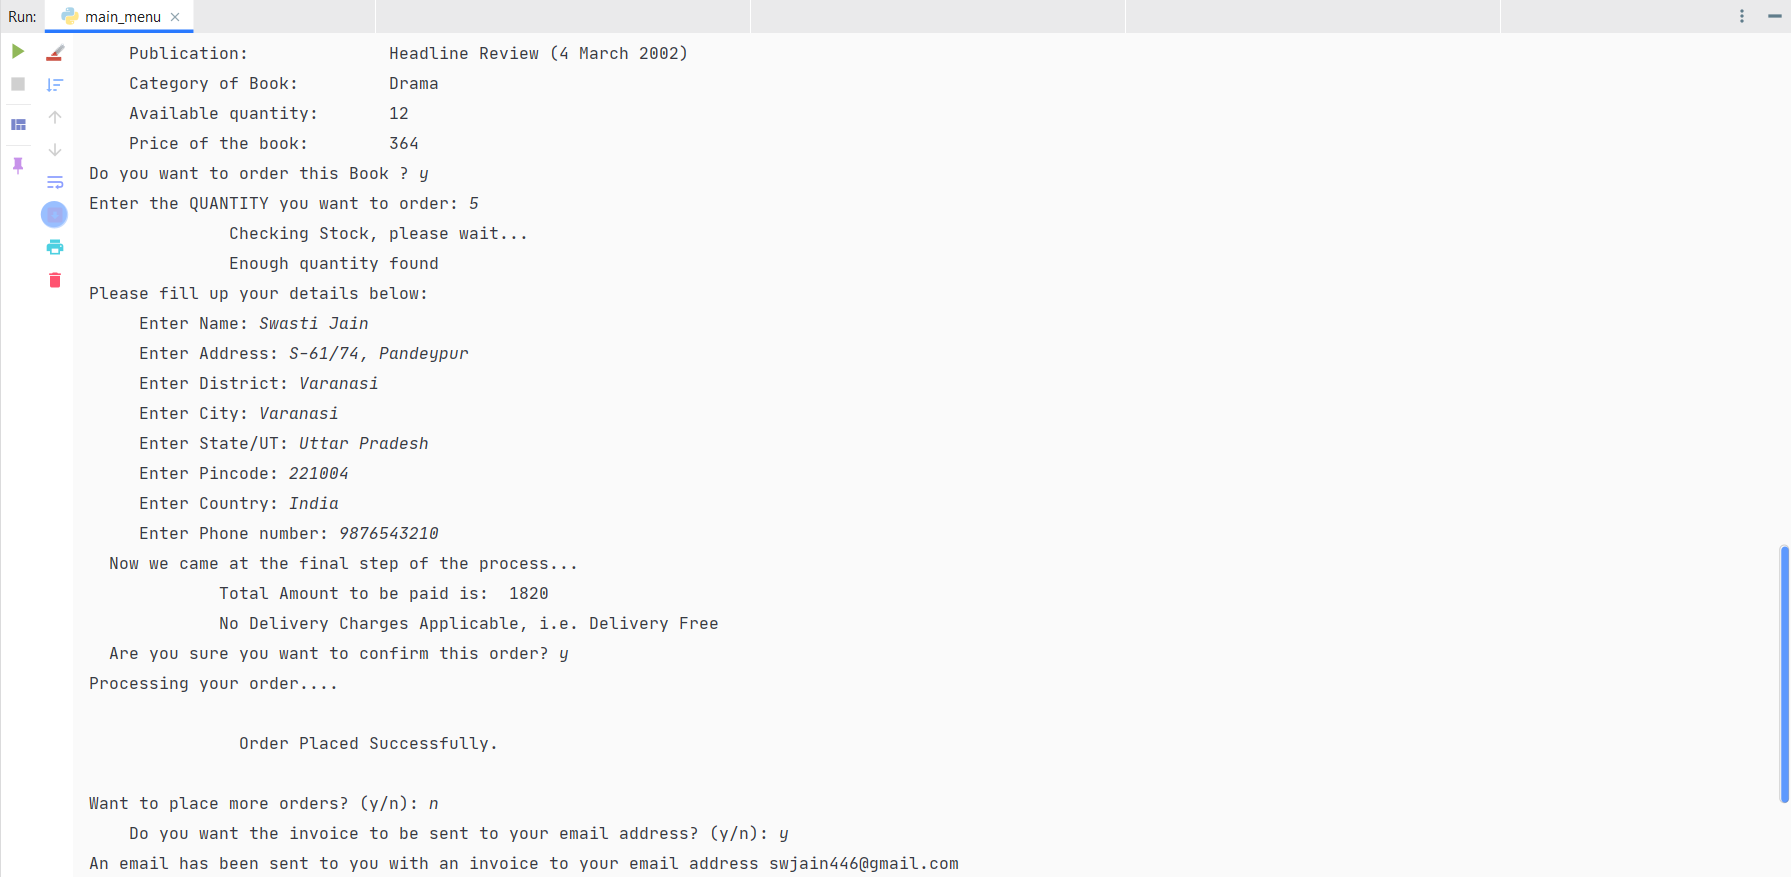 Run: main_menu
Publication: Headline Review (4 March 2002)
Category of Book: Drama
Available quantity: 12
Price of the book: 364
Do you want to order this Book ? y
Enter the QUANTITY you want to order: 5
Checking Stock, please wait...
Enough quantity found
Please fill up your details below:
Enter Name: Swasti Jain
Enter Address: S-61/74, Pandeypur
Enter District: Varanasi
Enter City: Varanasi
Enter State/UT: Uttar Pradesh
Enter Pincode: 221004
Enter Country: India
Enter Phone number: 9876543210
Now we came at the final step of the process...
Total Amount to be paid is: 1820
No Delivery Charges Applicable, i.e. Delivery Free
Are you sure you want to confirm this order? y
Processing your order....
Order Placed Successfully.
Want to place more orders? (y/n): n
Do you want the invoice to be sent to your email address? (y/n): y
An email has been sent to you with an invoice to your email address swjain446@gmail.com